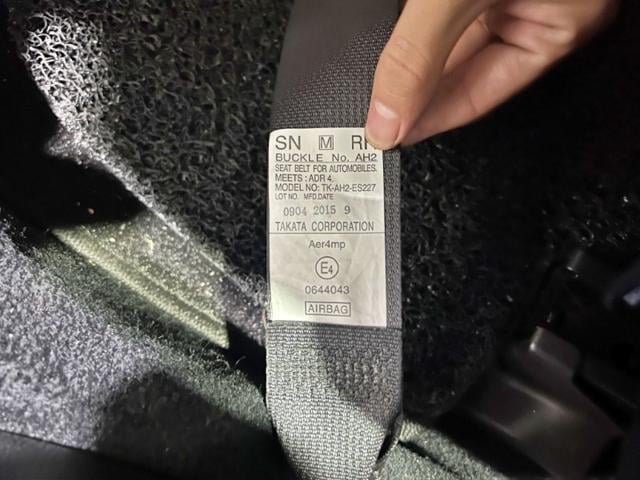 SN M
BUCKLE No. AH2
SEAT BELT FOR AUTOMOBILES.
MEETS : ADR 4.
MODEL NO: TK-AH2-ES227
LOT NO. MFD.DATE
0904 2015 9
TAKATA CORPORATION
Aer4mp
E4
0644043
AIRBAG